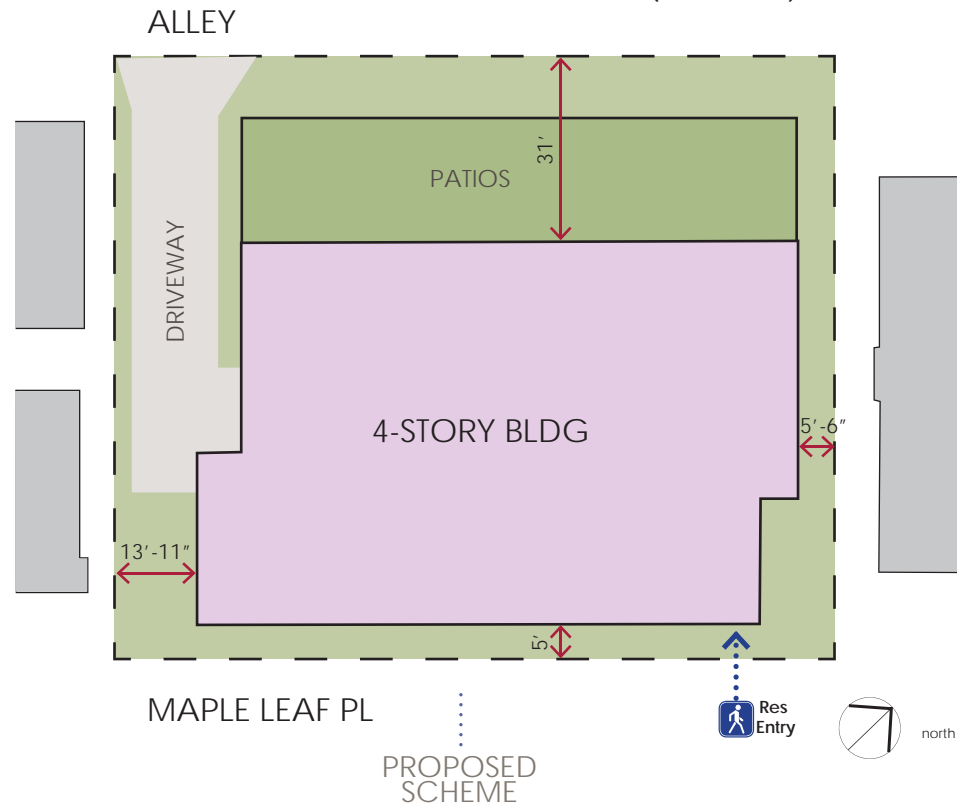 ALLEY
31'
PATIOS
DRIVEWAY
4-STORY BLDG
5'-6"
13'-11"
5'
MAPLE LEAF PL
Res
Entry
north
PROPOSED
SCHEME